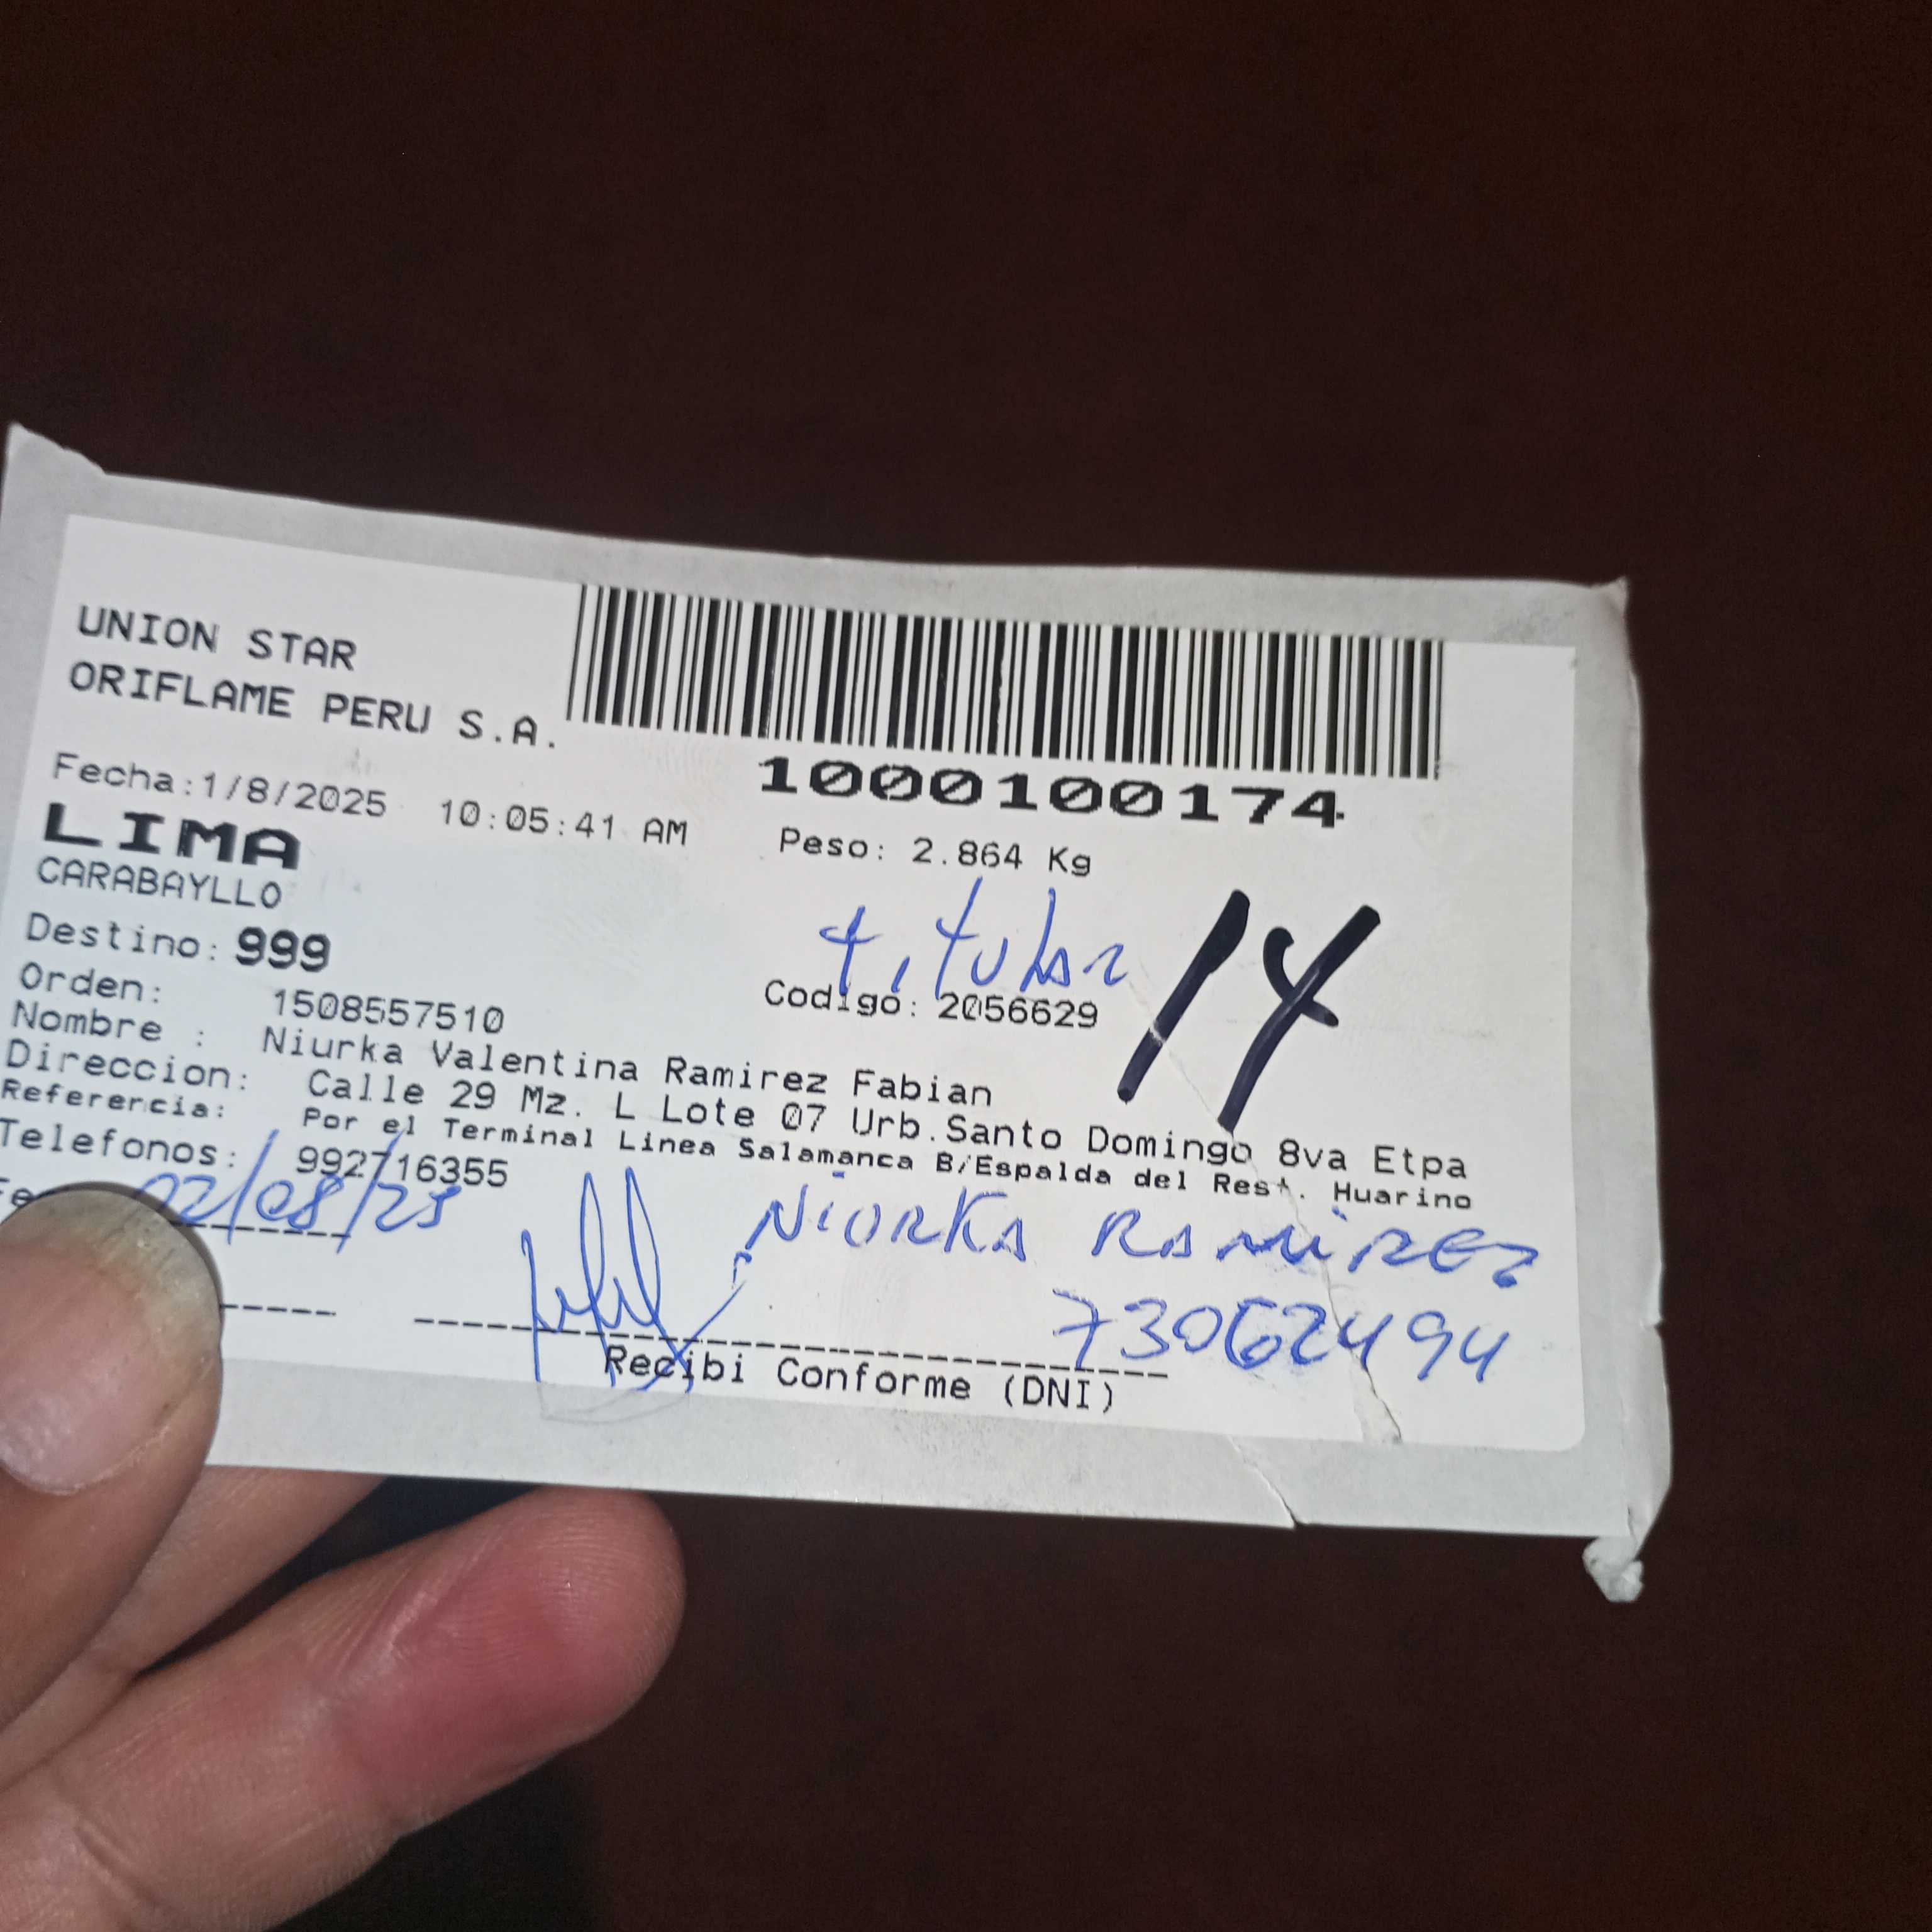 UNION STAR
ORIFLAME PERU S.A.
1000100174
Fecha:1/8/2025 10:05:41 AM
Peso: 2.864 Kg
LIMA
CARABAYLLO
titular
14
Destino: 999
Orden: 1508557510
Codigo: 2056629
Nombre : Niurka Valentina Ramirez Fabian
Direccion: Calle 29 Mz. L Lote 07 Urb.Santo Domingo 8va Etpa
Referencia: Por el Terminal Linea Salamanca B/Espalda del Rest. Huarino
Telefonos: 992716355
02/08/25
NIURKA RAMIREZ
73062494
Recibi Conforme (DNI)